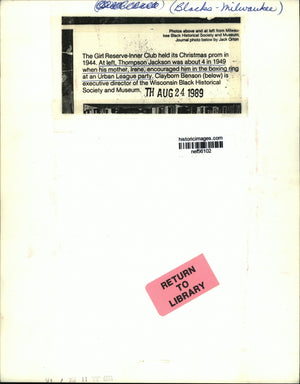 (Blacks-Milwaukee)
Photos above and at left from Milwau-
kee Black Historical Society and Museum;
Journal photo below by Jack Orton
The Girl Reserve-Inner Club held its Christmas prom in
1944. At left, Thompson Jackson was about 4 in 1949
when his mother, Irene, encouraged him in the boxing ring
at an Urban League party. Clayborn Benson (below) is
executive director of the Wisconsin Black Historical
Society and Museum.
TH AUG 24 1989
historicimages.com
nef56102
RETURN
TO
LIBRARY